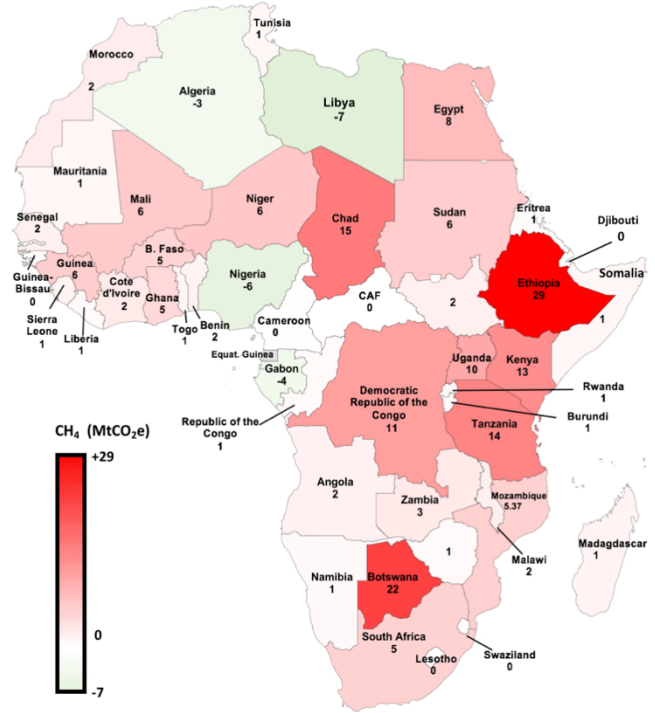 Tunisia
1
Morocco
2
Algeria
-3
Libya
-7
Egypt
8
Mauritania
1
Mali
6
Niger
6
Chad
15
Sudan
6
Eritrea
1
Djibouti
0
Senegal
2
Guinea-
Bissau
0
Guinea
6
B. Faso
5
Cote
d'Ivoire
2
Ghana
5
Nigeria
-6
CAF
0
2
Ethiopia
29
Somalia
1
Sierra
Leone
1
Liberia
1
Togo
1
Benin
2
Cameroon
0
Equat. Guinea
Gabon
-4
Uganda
10
Kenya
13
Republic of the
Congo
1
Democratic
Republic of the
Congo
11
Rwanda
1
Burundi
1
Tanzania
14
CH₄ (MtCO₂e)
+29
0
-7
Angola
2
Zambia
3
Mozambique
5.37
Malawi
2
Madagdascar
1
Namibia
1
Botswana
22
1
South Africa
5
Lesotho
0
Swaziland
0